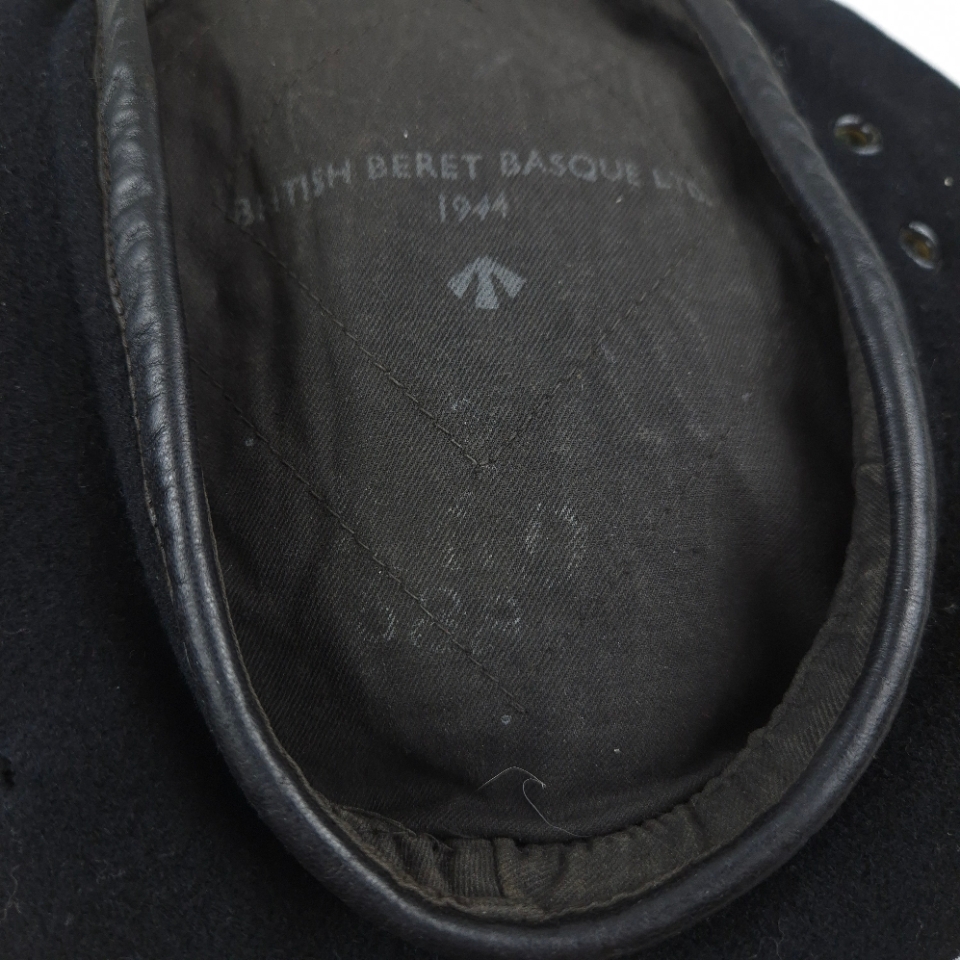 BRITISH BERET BASQUE LTD.
1944